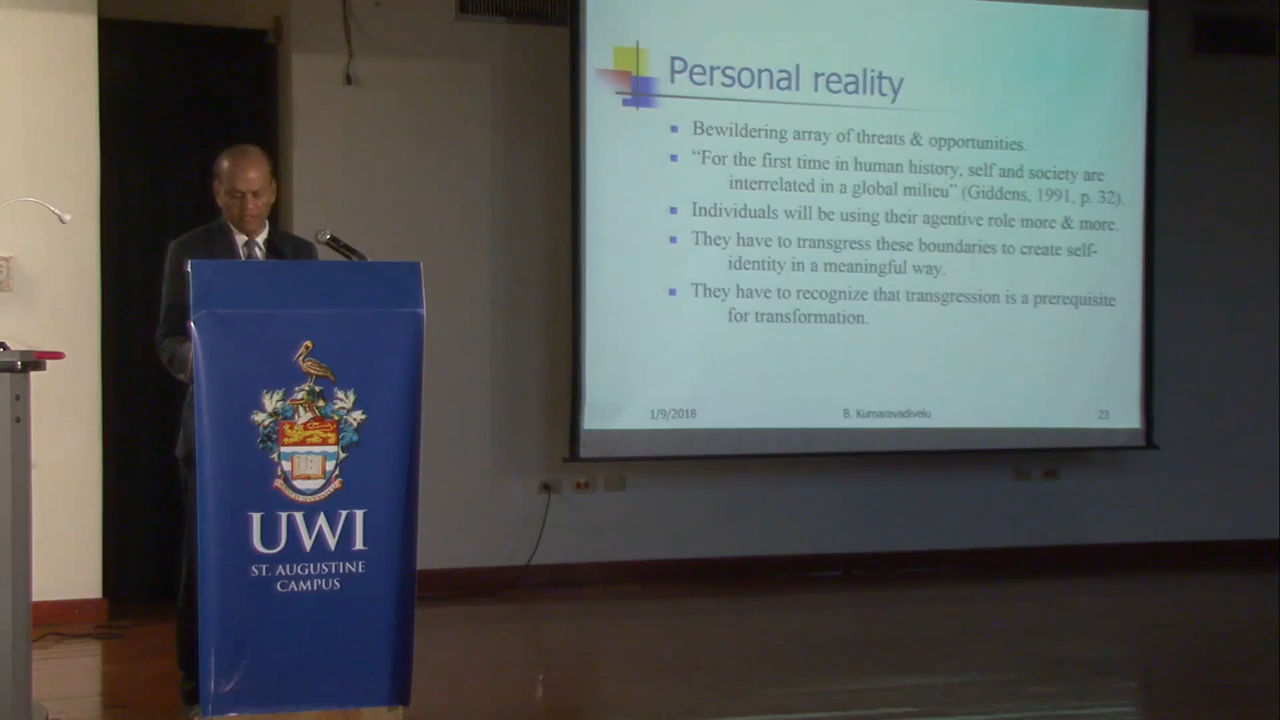 Personal reality
Bewildering array of threats & opportunities.
“For the first time in human history, self and society are
interrelated in a global milieu” (Giddens, 1991, p. 32).
Individuals will be using their agentive role more & more.
They have to transgress these boundaries to create self-
identity in a meaningful way.
They have to recognize that transgression is a prerequisite
for transformation.
1/9/2018 B. Kumaravadivelu 23
UWI
ST. AUGUSTINE
CAMPUS